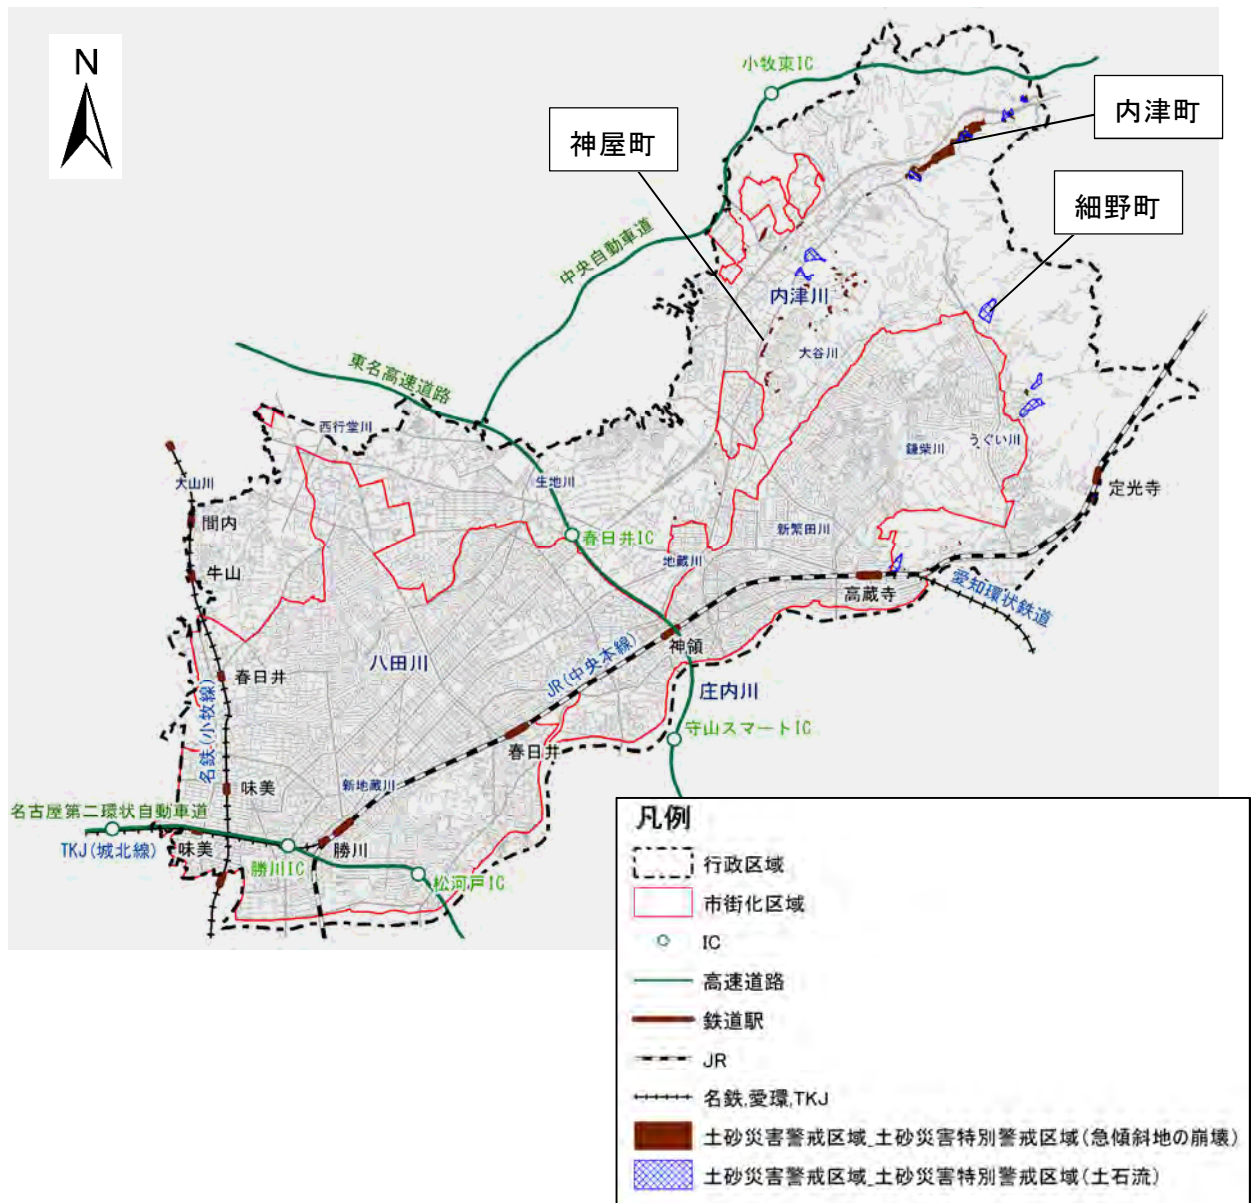 N
小牧東IC
内津町
神屋町
細野町
中央自動車道
内津川
東名高速道路
大谷川
西行堂川
鎌柴川
うぐい川
大山川
生地川
定光寺
間内
新繁田川
春日井IC
地蔵川
牛山
高蔵寺
愛知環状鉄道
神領
JR(中央本線)
八田川
春日井
庄内川
名鉄(小牧線)
守山スマートIC
春日井
味美
新地蔵川
名古屋第二環状自動車道
TKJ(城北線)
味美
勝川IC
勝川
松河戸IC
凡例
行政区域
市街化区域
IC
高速道路
鉄道駅
JR
名鉄,愛環,TKJ
土砂災害警戒区域_土砂災害特別警戒区域(急傾斜地の崩壊)
土砂災害警戒区域_土砂災害特別警戒区域(土石流)